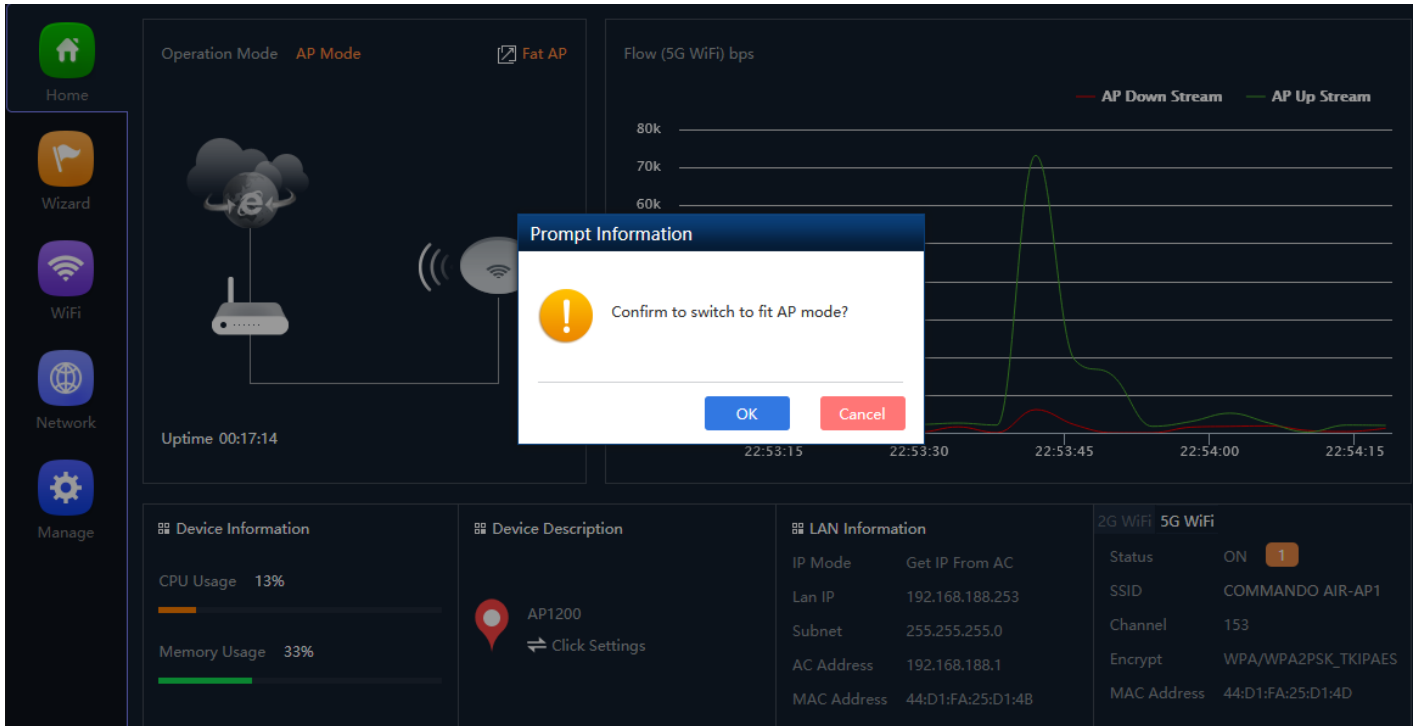 Home
Wizard
WiFi
Network
Manage
Operation Mode AP Mode Fat AP
Uptime 00:17:14
Flow (5G WiFi) bps
AP Down Stream AP Up Stream
80k
70k
60k
22:53:15 22:53:30 22:53:45 22:54:00 22:54:15
Prompt Information
Confirm to switch to fit AP mode?
OK Cancel
Device Information
CPU Usage 13%
Memory Usage 33%
Device Description
AP1200
Click Settings
LAN Information
IP Mode Get IP From AC
Lan IP 192.168.188.253
Subnet 255.255.255.0
AC Address 192.168.188.1
MAC Address 44:D1:FA:25:D1:4B
2G WiFi 5G WiFi
Status ON 1
SSID COMMANDO AIR-AP1
Channel 153
Encrypt WPA/WPA2PSK_TKIPAES
MAC Address 44:D1:FA:25:D1:4D